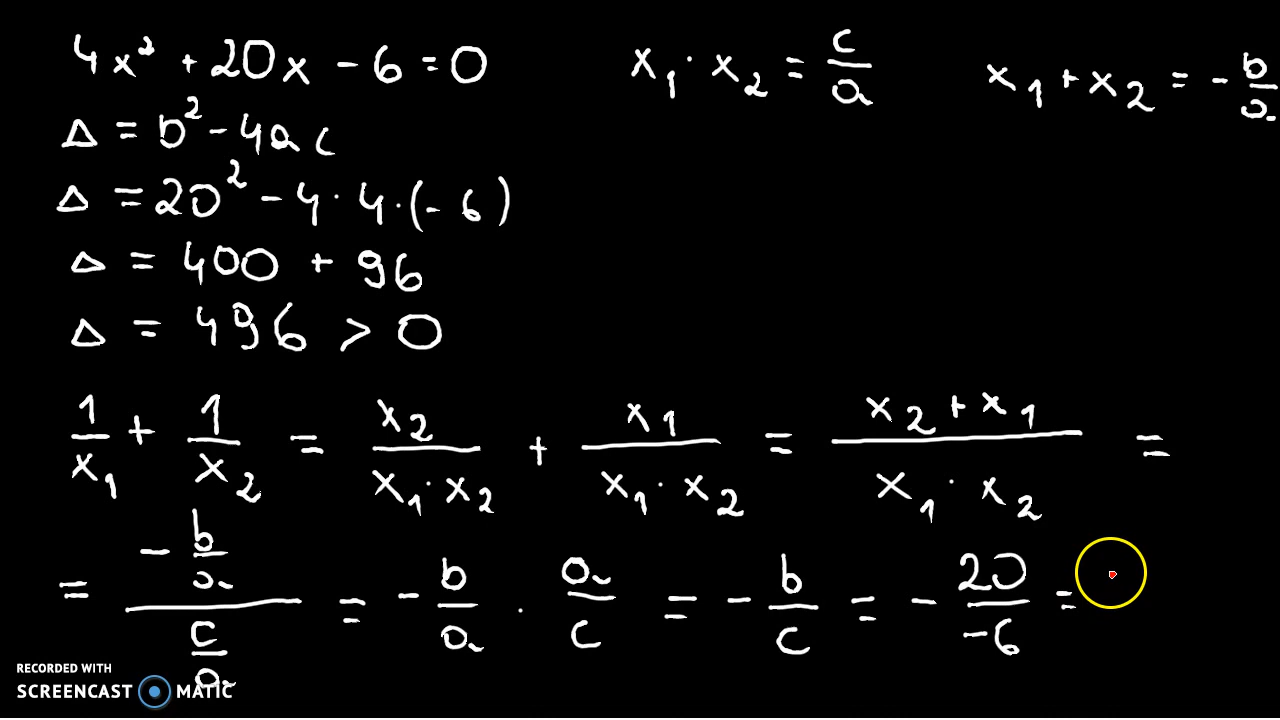 4x² + 20x - 6 = 0
x₁ · x₂ = c/a
x₁ + x₂ = - b/a
Δ = b² - 4ac
Δ = 20² - 4 · 4 · (-6)
Δ = 400 + 96
Δ = 496 > 0
1/x₁ + 1/x₂ = x₂/(x₁ · x₂) + x₁/(x₁ · x₂) = (x₂ + x₁)/(x₁ · x₂) =
= (- b/a)/(c/a) = - b/a · a/c = - b/c = - 20/-6 =
RECORDED WITH
SCREENCAST MATIC